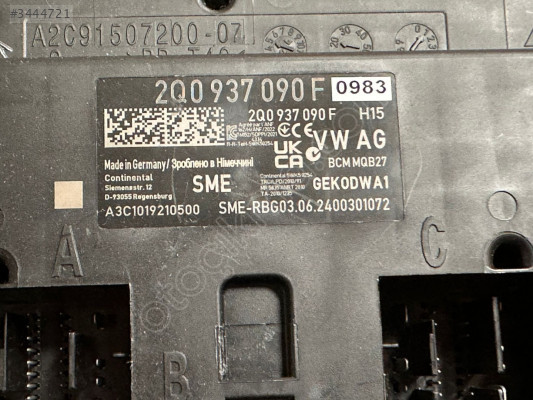 #3444721
A2C91507200-07
2Q0 937 090 F 0983
2Q0 937 090 F H15
VW AG
BCM MQB27
Made in Germany / Зроблено в Німеччині
Continental
Siemensstr. 12
D-93055 Regensburg
SME
GEKODWA1
A3C1019210500
SME-RBG03.06.2400301072
A
C
B